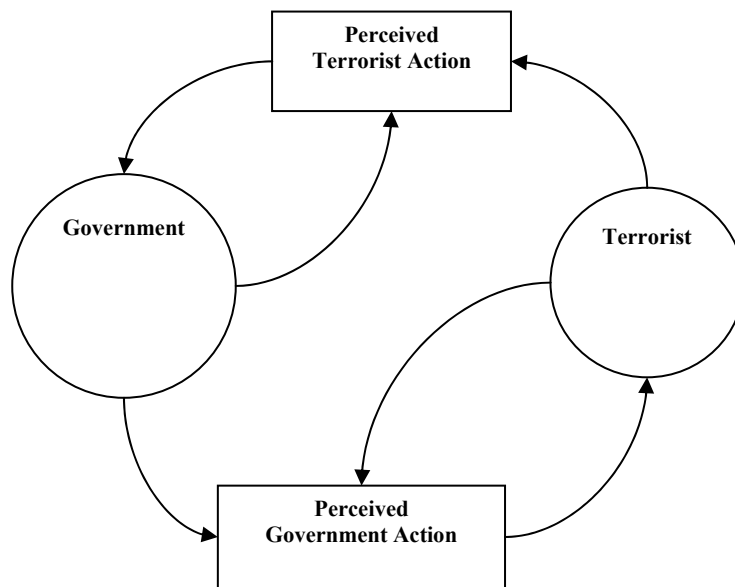 Perceived
Terrorist Action
Government
Terrorist
Perceived
Government Action